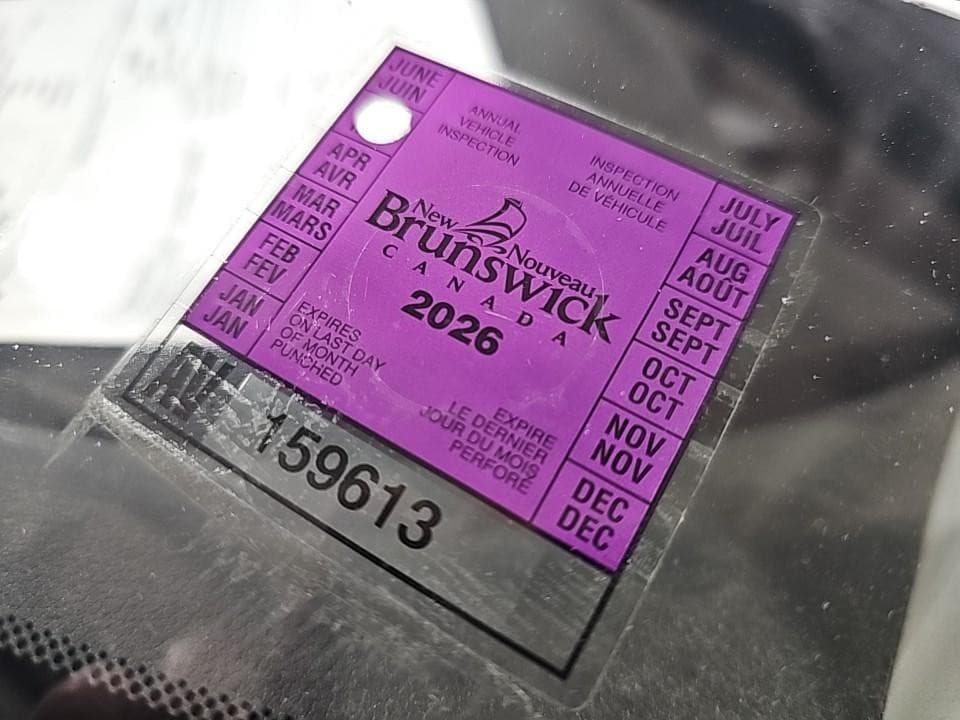 JUNE
JUIN
APR
AVR
MAR
MARS
FEB
FEV
JAN
JAN
ANNUAL
VEHICLE
INSPECTION
INSPECTION
ANNUELLE
DE VÉHICULE
New Nouveau
Brunswick
CANADA
2026
EXPIRES
ON LAST DAY
OF MONTH
PUNCHED
EXPIRE
LE DERNIER
JOUR DU MOIS
PERFORÉ
JULY
JUIL
AUG
AOÛT
SEPT
SEPT
OCT
OCT
NOV
NOV
DEC
DEC
159613